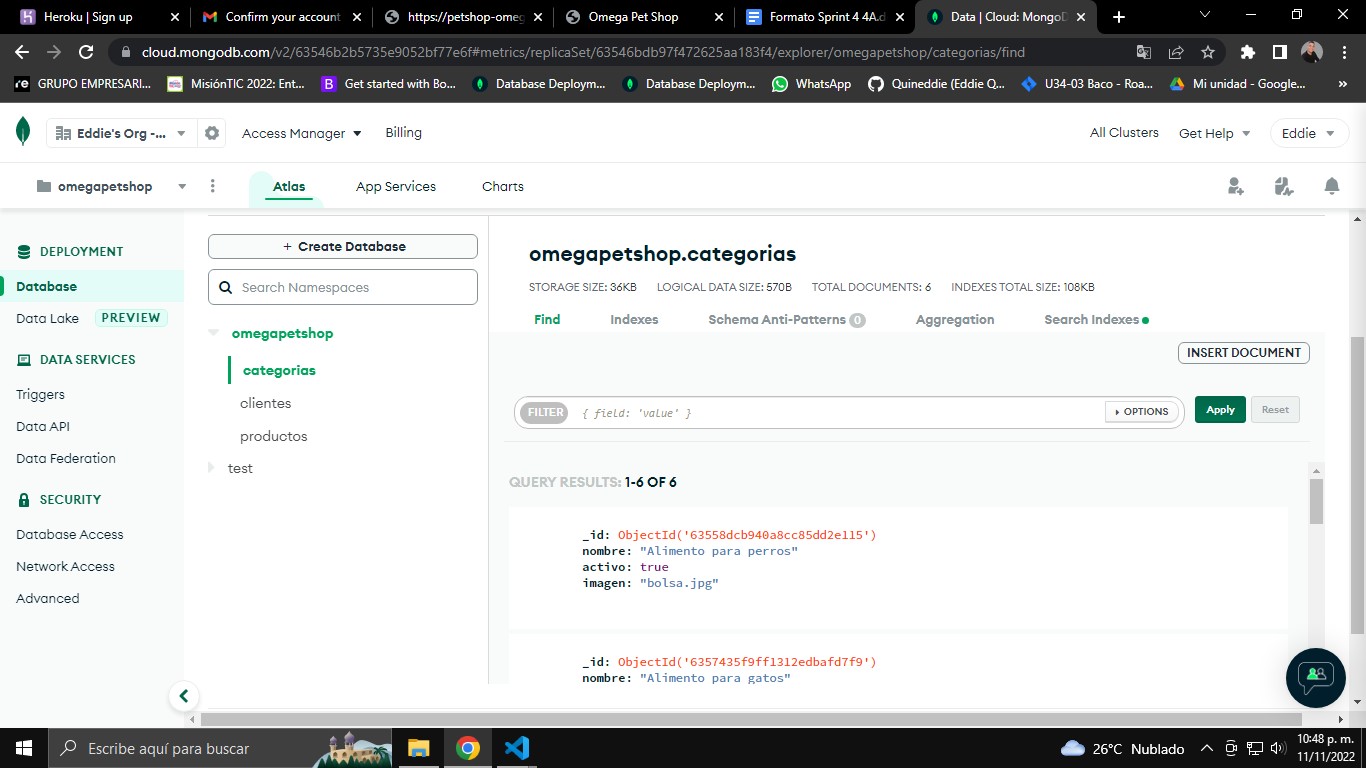 Heroku | Sign up
Confirm your account
https://petshop-omeg
Omega Pet Shop
Formato Sprint 4 4A.d
Data | Cloud: MongoD
cloud.mongodb.com/v2/63546b2b5735e9052bf77e6f#metrics/replicaSet/63546bdb97f472625aa183f4/explorer/omegapetshop/categorias/find
GRUPO EMPRESARI...
MisiónTIC 2022: Ent...
Get started with Bo...
Database Deploym...
Database Deploym...
WhatsApp
Quineddie (Eddie Q...
U34-03 Baco - Roa...
Mi unidad - Google...
»
Eddie's Org -...
Access Manager
Billing
All Clusters
Get Help
Eddie
omegapetshop
Atlas
App Services
Charts
DEPLOYMENT
Database
Data Lake
PREVIEW
DATA SERVICES
Triggers
Data API
Data Federation
SECURITY
Database Access
Network Access
Advanced
+ Create Database
Search Namespaces
omegapetshop
categorias
clientes
productos
test
omegapetshop.categorias
STORAGE SIZE: 36KB LOGICAL DATA SIZE: 570B TOTAL DOCUMENTS: 6 INDEXES TOTAL SIZE: 108KB
Find
Indexes
Schema Anti-Patterns 0
Aggregation
Search Indexes
INSERT DOCUMENT
FILTER { field: 'value' }
OPTIONS
Apply
Reset
QUERY RESULTS: 1-6 OF 6
_id: ObjectId('63558dcb940a8cc85dd2e115')
nombre: "Alimento para perros"
activo: true
imagen: "bolsa.jpg"
_id: ObjectId('6357435f9ff1312edbafd7f9')
nombre: "Alimento para gatos"
Escribe aquí para buscar
26°C Nublado
10:48 p. m.
11/11/2022